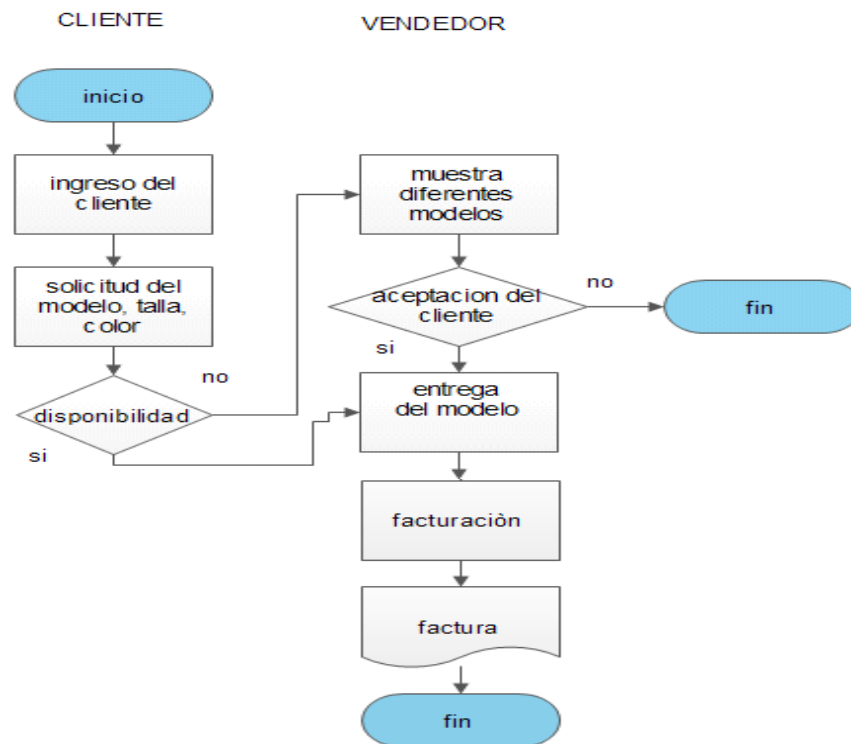 CLIENTE
VENDEDOR
inicio
ingreso del
cliente
solicitud del
modelo, talla,
color
disponibilidad
no
si
muestra
diferentes
modelos
aceptacion del
cliente
no
fin
si
entrega
del modelo
facturaciòn
factura
fin